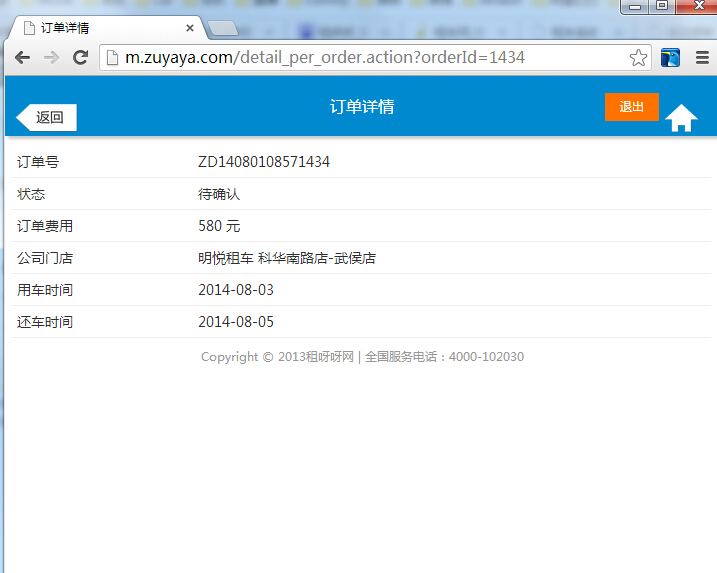 订单详情
m.zuyaya.com/detail_per_order.action?orderId=1434
返回
订单详情
退出
订单号 ZD14080108571434
状态 待确认
订单费用 580 元
公司门店 明悦租车 科华南路店-武侯店
用车时间 2014-08-03
还车时间 2014-08-05
Copyright © 2013租呀呀网 | 全国服务电话：4000-102030